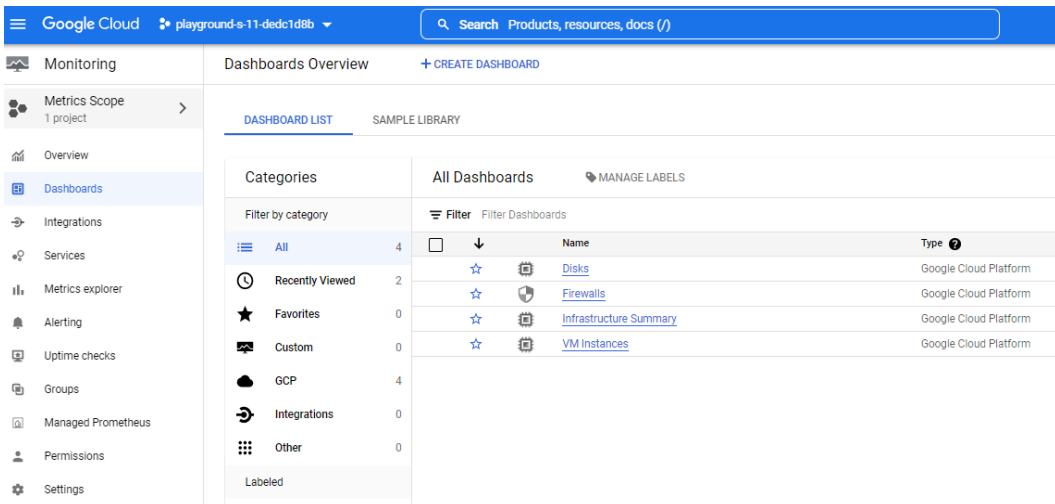 Google Cloud playground-s-11-dedc1d8b Search Products, resources, docs (/)
Monitoring
Metrics Scope
1 project
Overview
Dashboards
Integrations
Services
Metrics explorer
Alerting
Uptime checks
Groups
Managed Prometheus
Permissions
Settings
Dashboards Overview CREATE DASHBOARD
DASHBOARD LIST SAMPLE LIBRARY
Categories
Filter by category
All 4
Recently Viewed 2
Favorites 0
Custom 0
GCP 4
Integrations 0
Other 0
Labeled
All Dashboards MANAGE LABELS
Filter Filter Dashboards
Name Type
Disks Google Cloud Platform
Firewalls Google Cloud Platform
Infrastructure Summary Google Cloud Platform
VM Instances Google Cloud Platform